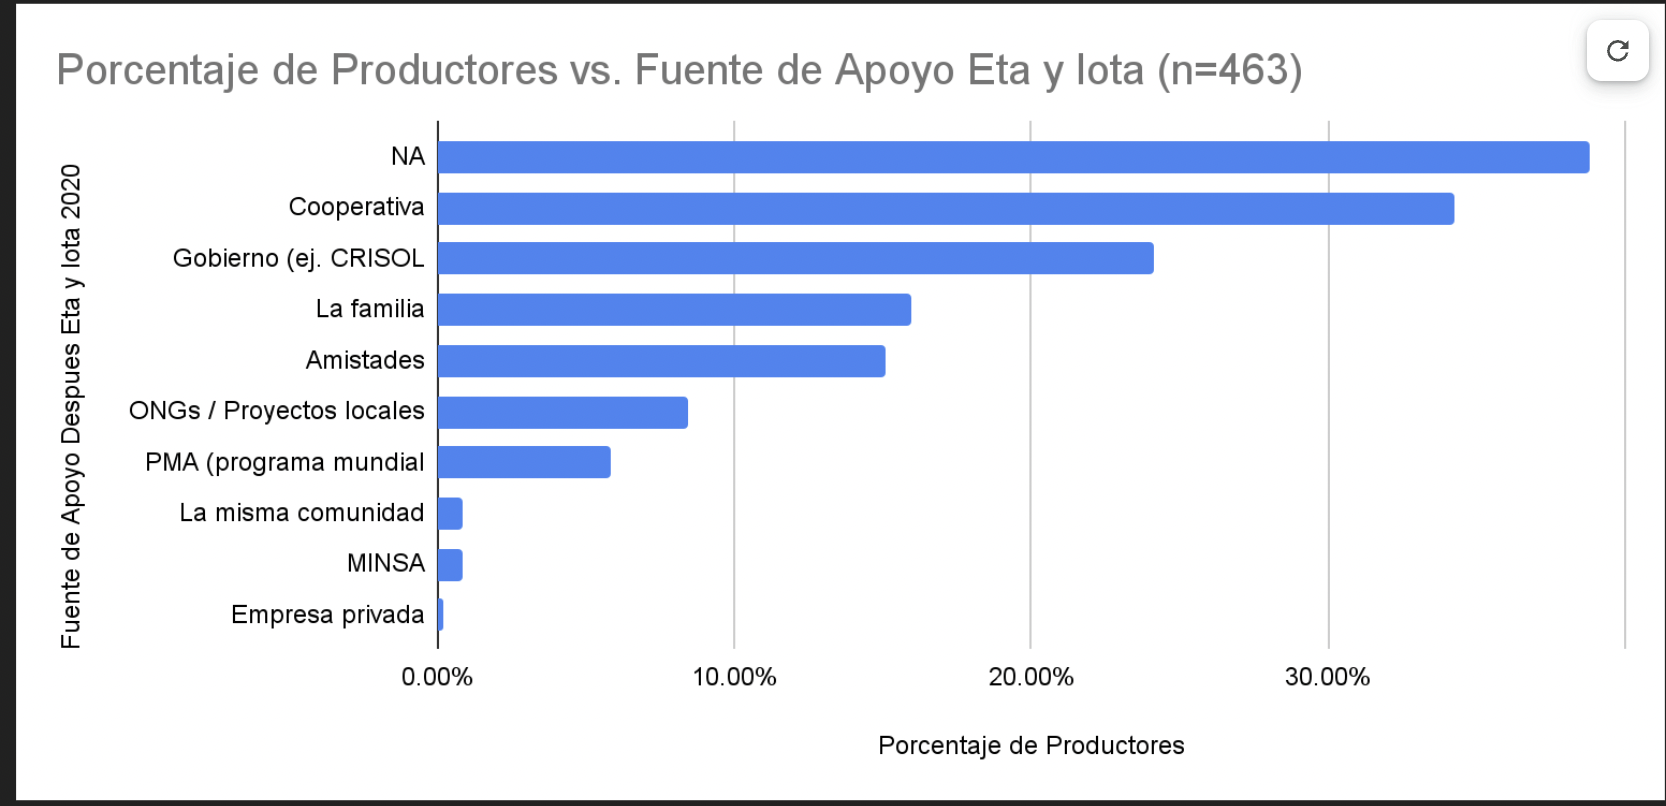 Porcentaje de Productores vs. Fuente de Apoyo Eta y Iota (n=463)
Fuente de Apoyo Despues Eta y Iota 2020
NA
Cooperativa
Gobierno (ej. CRISOL
La familia
Amistades
ONGs / Proyectos locales
PMA (programa mundial
La misma comunidad
MINSA
Empresa privada
0.00%
10.00%
20.00%
30.00%
Porcentaje de Productores